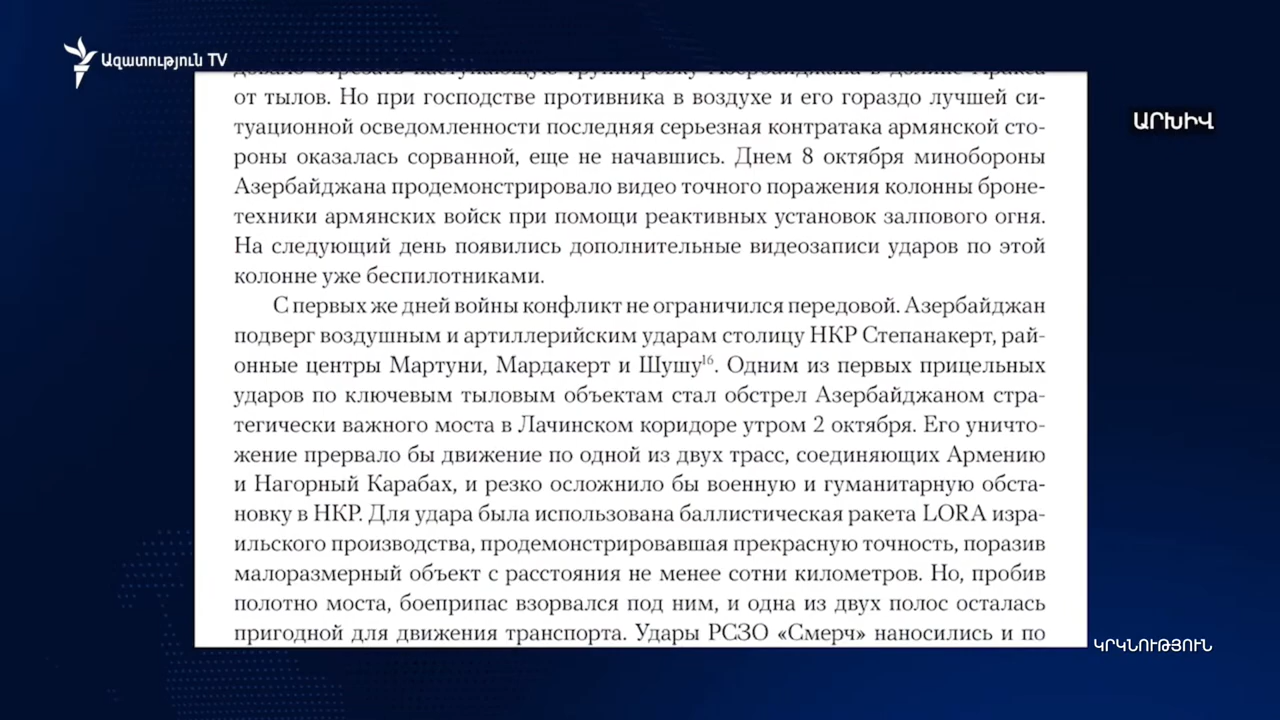 Ազատություն TV
ԱՐԽԻՎ
от тылов. Но при господстве противника в воздухе и его гораздо лучшей си-
туационной осведомленности последняя серьезная контратака армянской сто-
роны оказалась сорванной, еще не начавшись. Днем 8 октября минобороны
Азербайджана продемонстрировало видео точного поражения колонны броне-
техники армянских войск при помощи реактивных установок залпового огня.
На следующий день появились дополнительные видеозаписи ударов по этой
колонне уже беспилотниками.
С первых же дней войны конфликт не ограничился передовой. Азербайджан
подверг воздушным и артиллерийским ударам столицу НКР Степанакерт, рай-
онные центры Мартуни, Мардакерт и Шушу16. Одним из первых прицельных
ударов по ключевым тыловым объектам стал обстрел Азербайджаном стра-
тегически важного моста в Лачинском коридоре утром 2 октября. Его уничто-
жение прервало бы движение по одной из двух трасс, соединяющих Армению
и Нагорный Карабах, и резко осложнило бы военную и гуманитарную обста-
новку в НКР. Для удара была использована баллистическая ракета LORA изра-
ильского производства, продемонстрировавшая прекрасную точность, поразив
малоразмерный объект с расстояния не менее сотни километров. Но, пробив
полотно моста, боеприпас взорвался под ним, и одна из двух полос осталась
пригодной для движения транспорта. Удары РСЗО «Смерч» наносились и по
ԿՐԿՆՈՒԹՅՈՒՆ